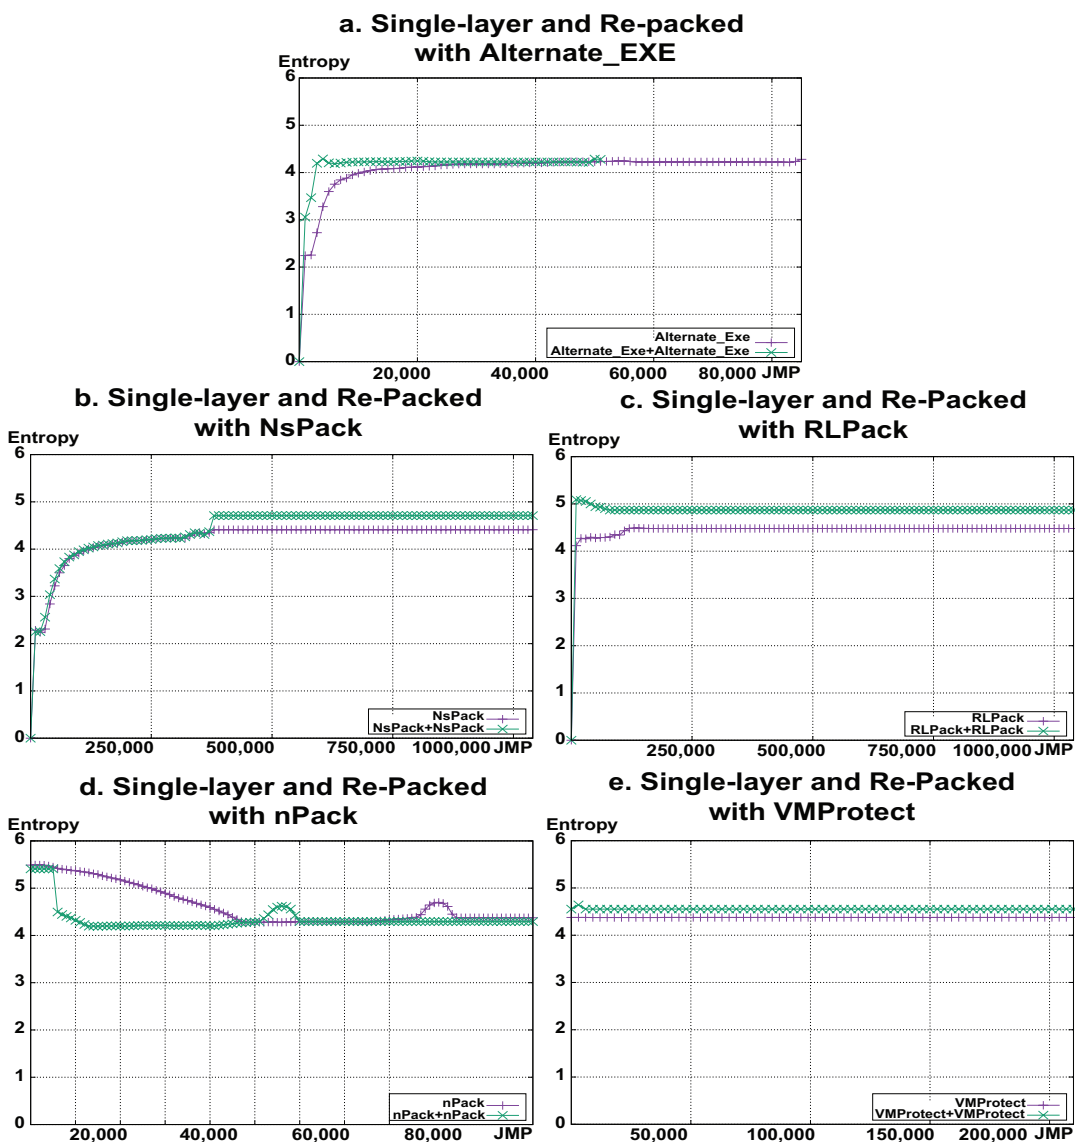 a. Single-layer and Re-packed
with Alternate_EXE
Entropy
6
5
4
3
2
1
0
Alternate_Exe
Alternate_Exe+Alternate_Exe
20,000 40,000 60,000 80,000 JMP
b. Single-layer and Re-Packed
with NsPack
Entropy
6
5
4
3
2
1
0
NsPack
NsPack+NsPack
250,000 500,000 750,000 1000,000 JMP
c. Single-layer and Re-Packed
with RLPack
Entropy
6
5
4
3
2
1
0
RLPack
RLPack+RLPack
250,000 500,000 750,000 1000,000 JMP
d. Single-layer and Re-Packed
with nPack
Entropy
6
5
4
3
2
1
0
nPack
nPack+nPack
20,000 40,000 60,000 80,000 JMP
e. Single-layer and Re-Packed
with VMProtect
Entropy
6
5
4
3
2
1
0
VMProtect
VMProtect+VMProtect
50,000 100,000 150,000 200,000 JMP